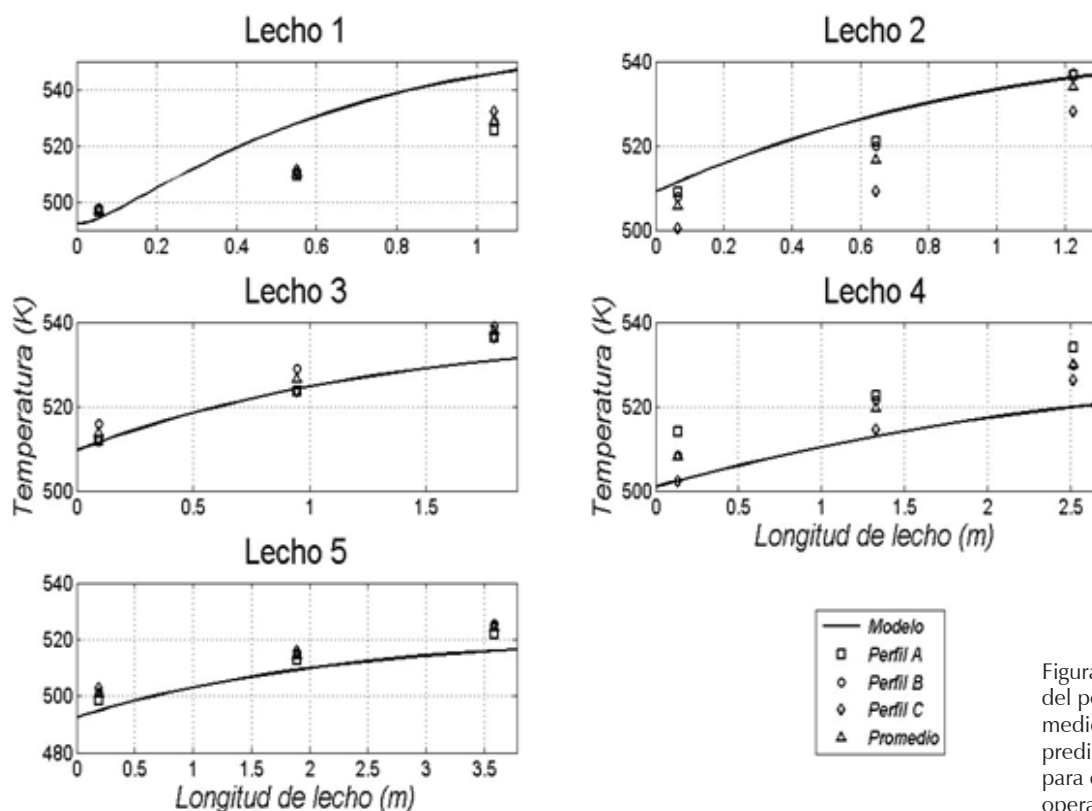 Lecho 1
540
520
500
0 0.2 0.4 0.6 0.8 1
Lecho 2
540
520
500
0 0.2 0.4 0.6 0.8 1 1.2
Lecho 3
Temperatura (K)
540
520
500
0 0.5 1 1.5
Lecho 4
Temperatura (K)
540
520
500
0 0.5 1 1.5 2 2.5
Longitud de lecho (m)
Lecho 5
540
520
500
480
0 0.5 1 1.5 2 2.5 3 3.5
Longitud de lecho (m)
Modelo
Perfil A
Perfil B
Perfil C
Promedio
Figura
del pe
medic
predi
para c
opera